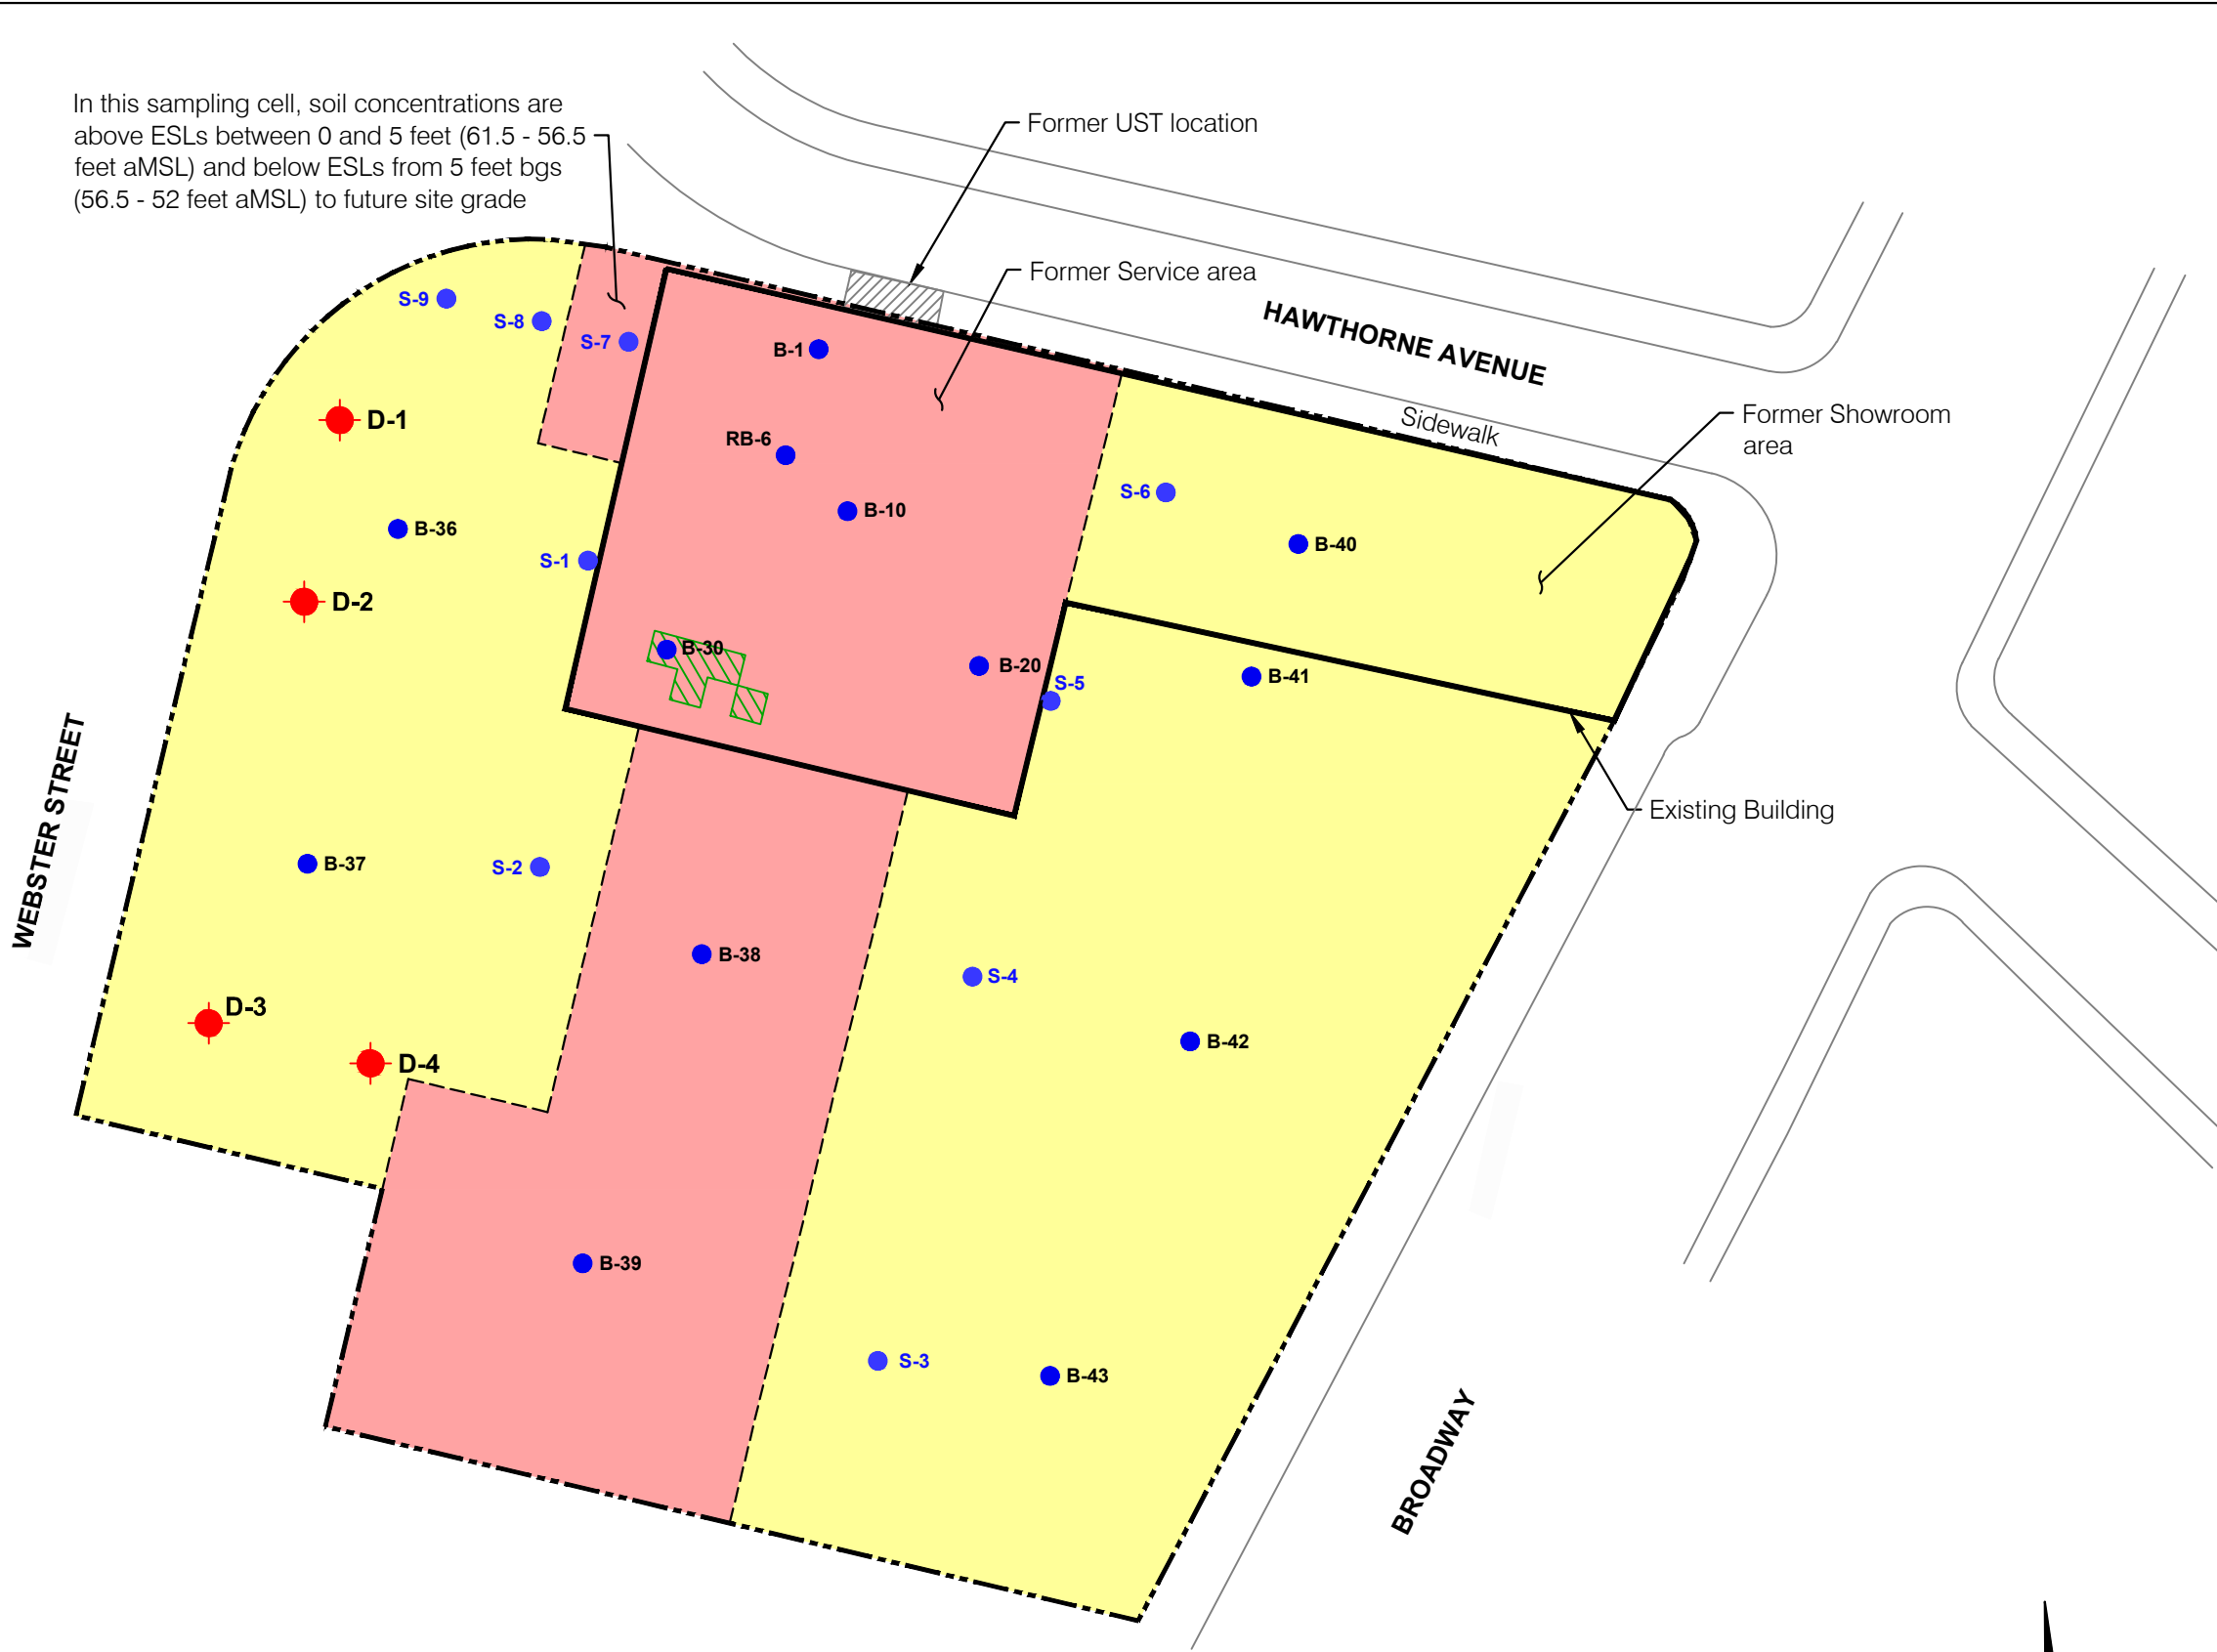 In this sampling cell, soil concentrations are
above ESLs between 0 and 5 feet (61.5 - 56.5
feet aMSL) and below ESLs from 5 feet bgs
(56.5 - 52 feet aMSL) to future site grade
Former UST location
Former Service area
HAWTHORNE AVENUE
Sidewalk
Former Showroom
area
S-9
S-8
S-7
B-1
D-1
RB-6
S-6
B-10
B-36
B-40
S-1
D-2
B-30
B-20
S-5
B-41
Existing Building
WEBSTER STREET
B-37
S-2
B-38
S-4
D-3
B-42
D-4
B-39
S-3
B-43
BROADWAY